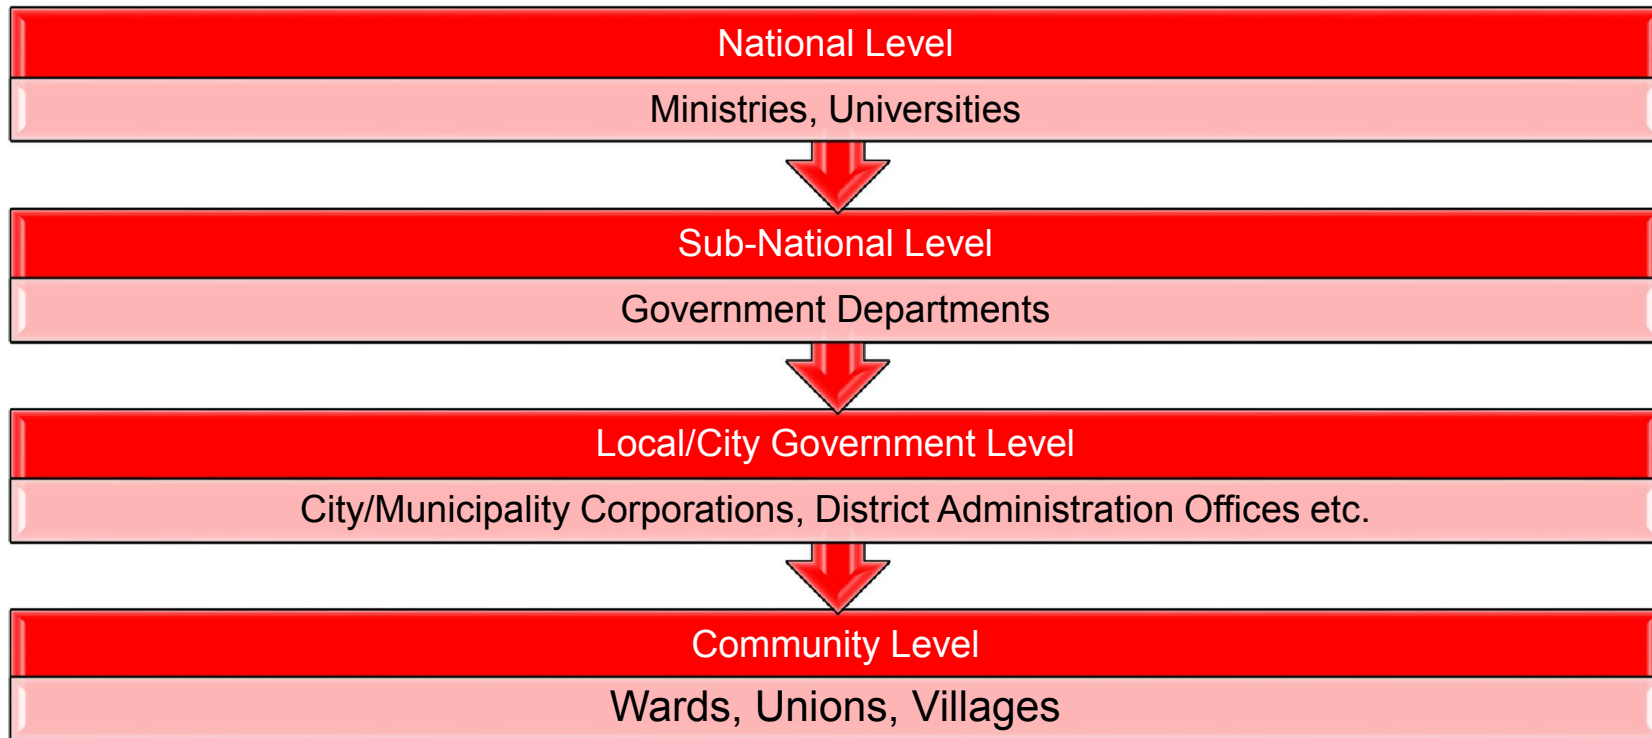 National Level
Ministries, Universities
Sub-National Level
Government Departments
Local/City Government Level
City/Municipality Corporations, District Administration Offices etc.
Community Level
Wards, Unions, Villages